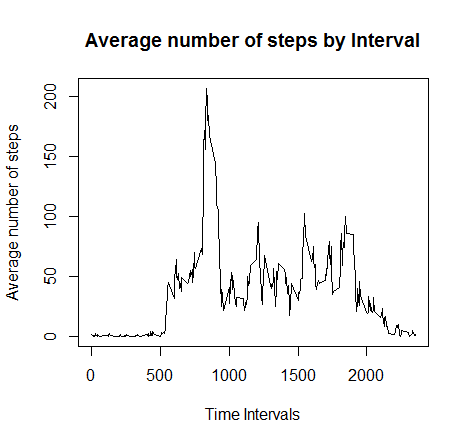 Average number of steps by Interval
Average number of steps
200
150
100
50
0
0 500 1000 1500 2000
Time Intervals